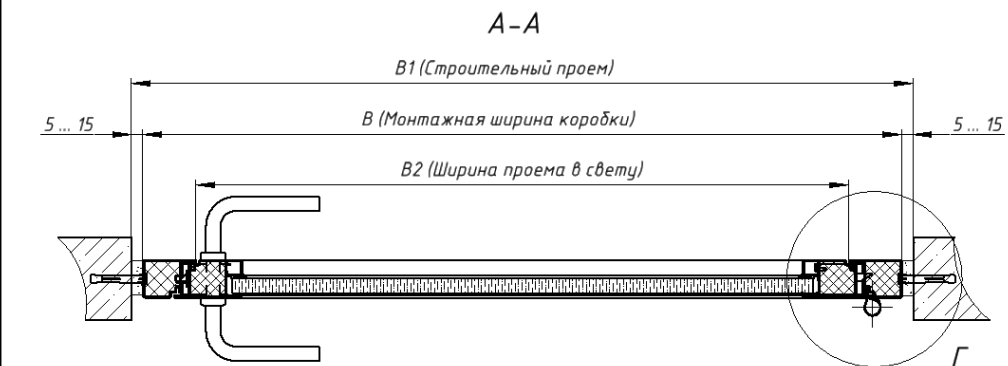 А-А
В1 (Строительный проем)
5 ... 15
В (Монтажная ширина коробки)
5 ... 15
В2 (Ширина проема в свету)
Г